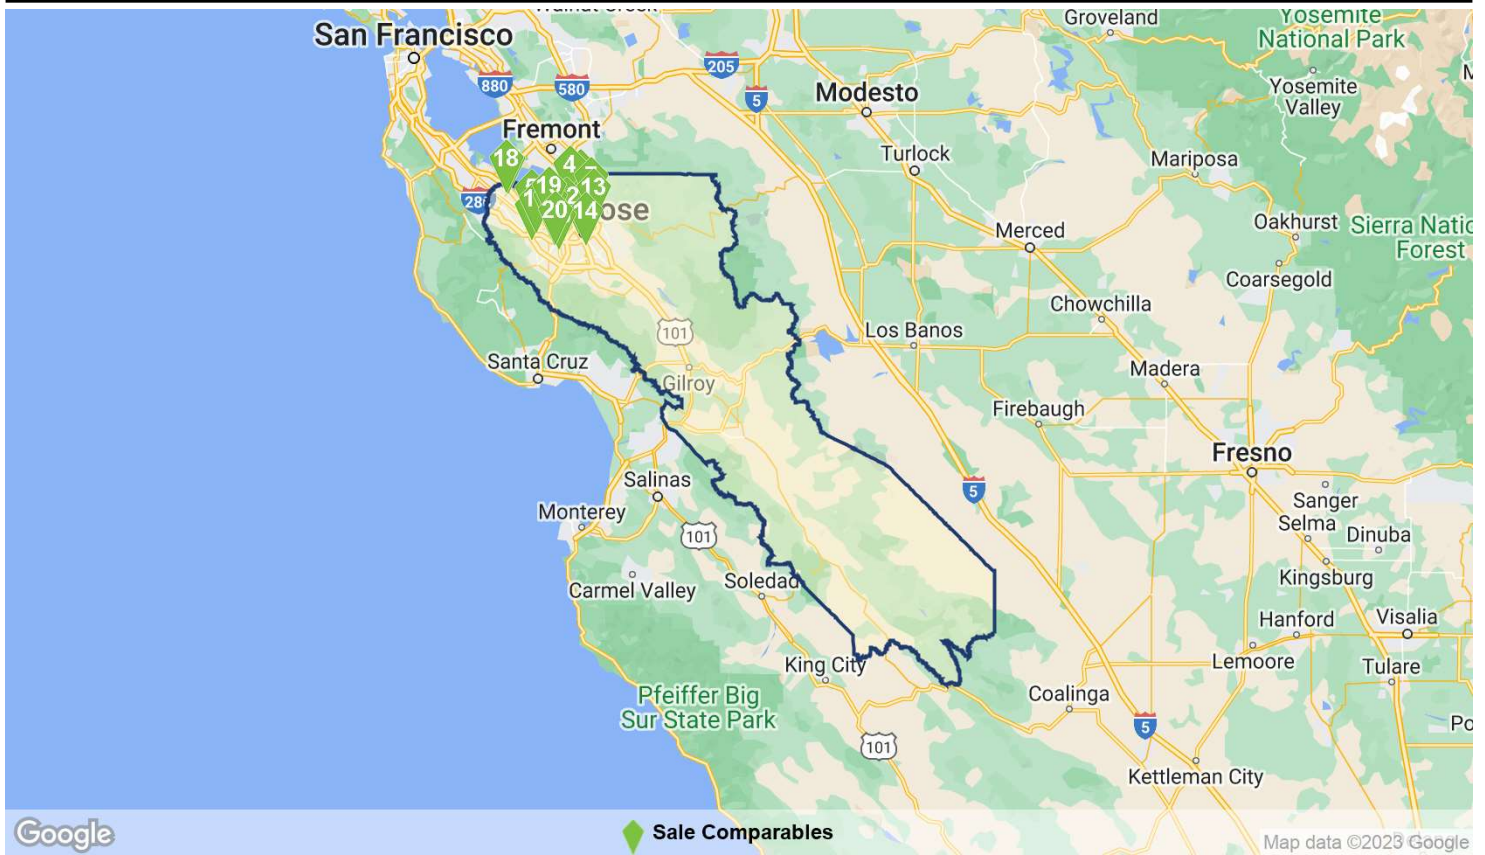 Groveland
Yosemite
National Park
San Francisco
205
880
580
5
Modesto
Yosemite
Valley
Fremont
Turlock
Mariposa
18
4
19
13
2
1
20
14
ose
Merced
Oakhurst
Sierra Natio
Forest
Coarsegold
Chowchilla
101
Los Banos
Santa Cruz
Madera
Gilroy
Firebaugh
Fresno
Salinas
5
Sanger
Monterey
Selma
101
Dinuba
Soledad
Carmel Valley
Kingsburg
Hanford
Visalia
King City
Lemoore
Tulare
Pfeiffer Big
Sur State Park
Coalinga
5
Po
101
Kettleman City
Google
Sale Comparables
Map data ©2023 Google